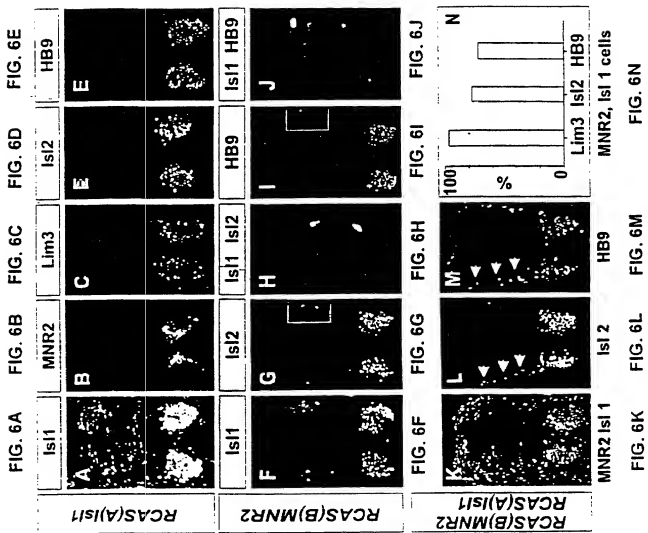 FIG. 6A FIG. 6B FIG. 6C FIG. 6D FIG. 6E
Isl1 MNR2 Lim3 Isl2 HB9
RCAS(A)Isl1
A B C E E
Isl1 Isl2 Isl1 Isl2 HB9 Isl1 HB9
RCAS(B)MNR2
F G H I J
FIG. 6F FIG. 6G FIG. 6H FIG. 6I FIG. 6J
RCAS(B)MNR2
RCAS(A)Isl1
K L M N
100
%
0
Lim3 Isl2 HB9
MNR2 Isl 1 Isl 2 HB9 MNR2, Isl 1 cells
FIG. 6K FIG. 6L FIG. 6M FIG. 6N